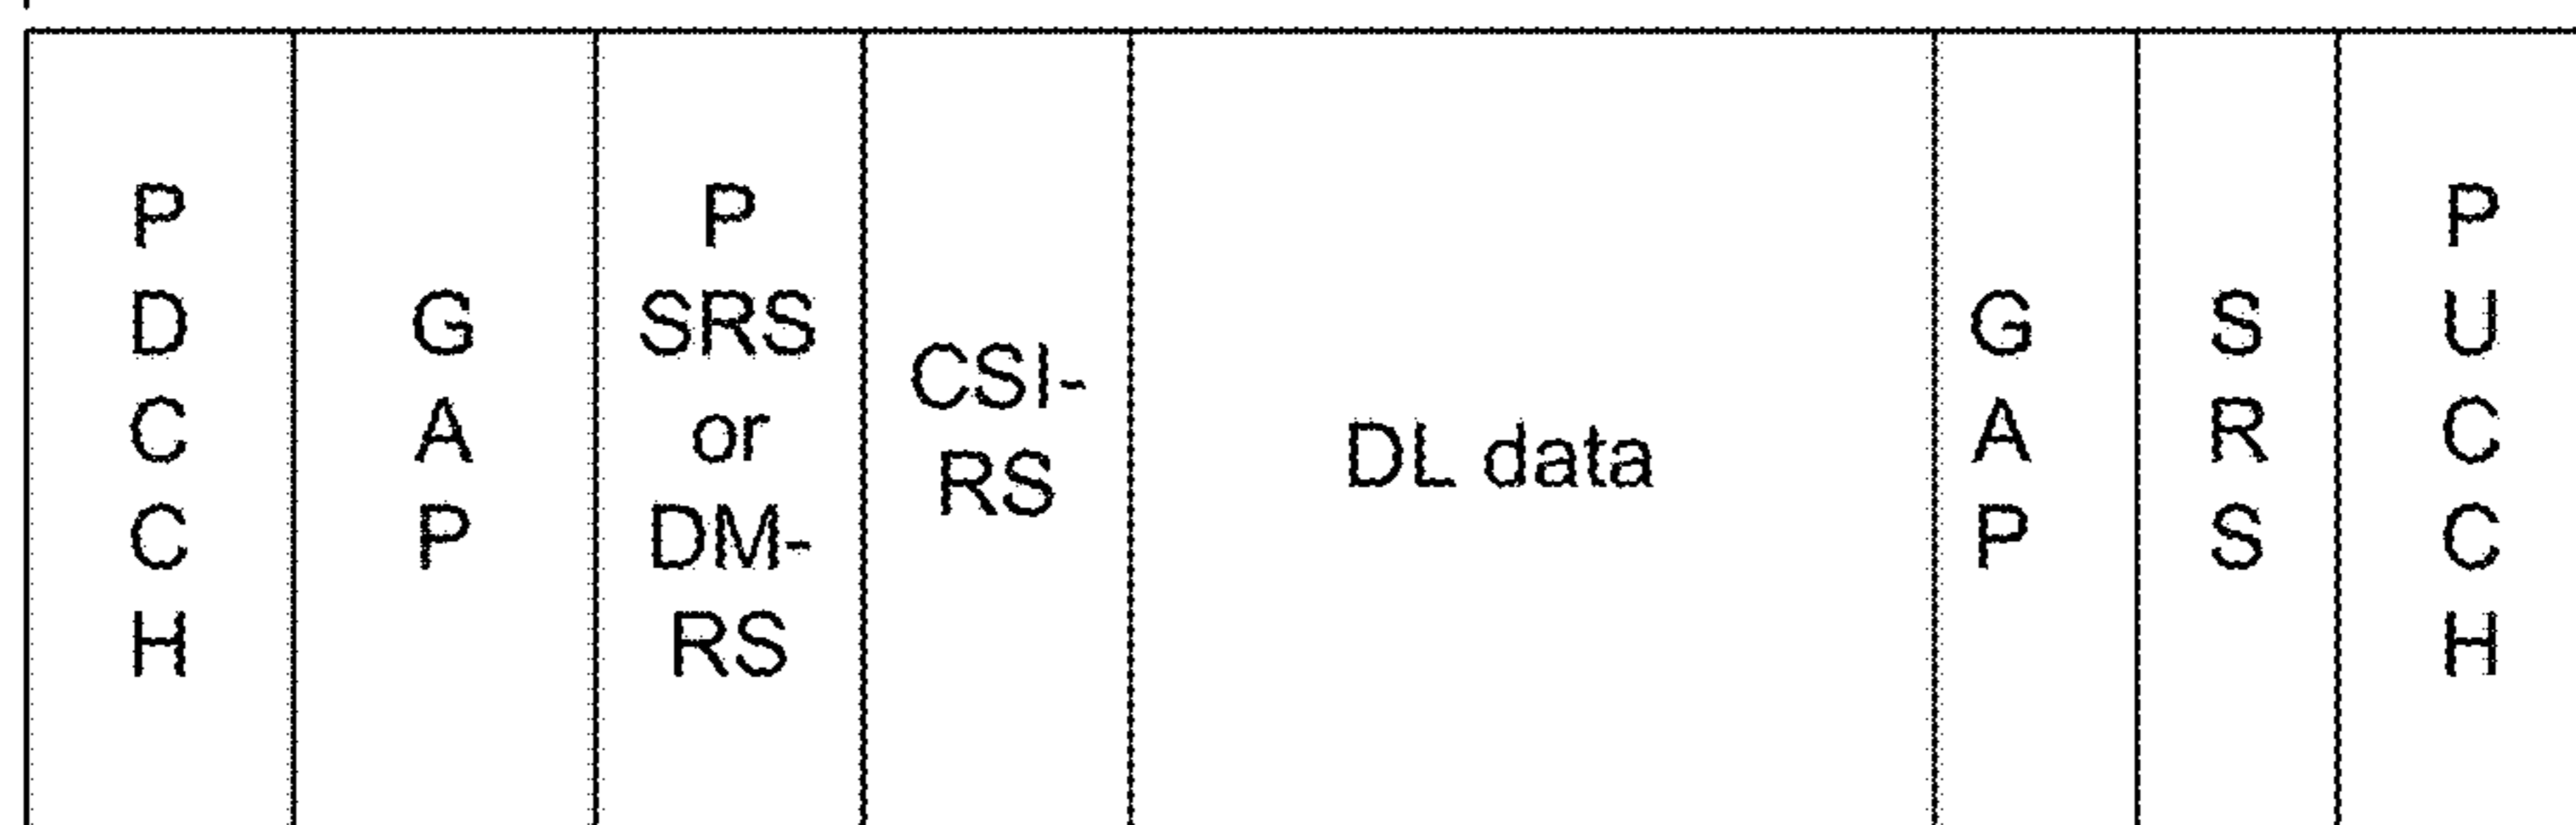 PDCCH
GAP
P
SRS
or
DM-
RS
CSI-
RS
DL data
GAP
SRS
PUCCH